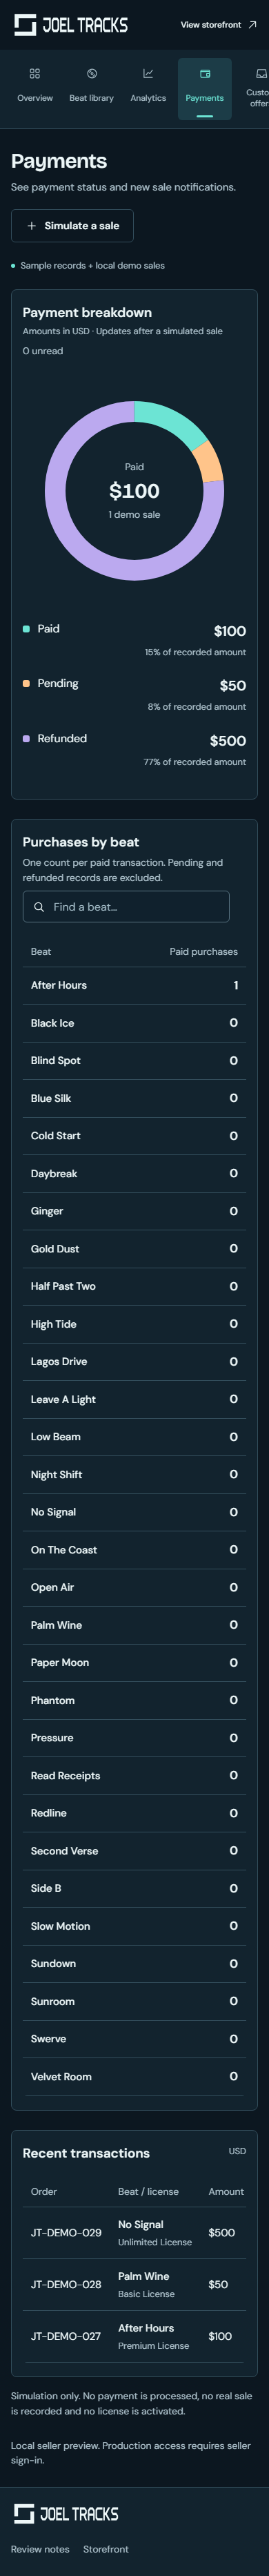 JOEL TRACKS
View storefront
Overview
Beat library
Analytics
Payments
Custo
offer
Payments
See payment status and new sale notifications.
Simulate a sale
Sample records + local demo sales
Payment breakdown
Amounts in USD · Updates after a simulated sale
0 unread
Paid
$100
1 demo sale
Paid
$100
15% of recorded amount
Pending
$50
8% of recorded amount
Refunded
$500
77% of recorded amount
Purchases by beat
One count per paid transaction. Pending and
refunded records are excluded.
Find a beat...
Beat Paid purchases
After Hours 1
Black Ice 0
Blind Spot 0
Blue Silk 0
Cold Start 0
Daybreak 0
Ginger 0
Gold Dust 0
Half Past Two 0
High Tide 0
Lagos Drive 0
Leave A Light 0
Low Beam 0
Night Shift 0
No Signal 0
On The Coast 0
Open Air 0
Palm Wine 0
Paper Moon 0
Phantom 0
Pressure 0
Read Receipts 0
Redline 0
Second Verse 0
Side B 0
Slow Motion 0
Sundown 0
Sunroom 0
Swerve 0
Velvet Room 0
Recent transactions USD
Order Beat / license Amount
JT-DEMO-029 No Signal $500
Unlimited License
JT-DEMO-028 Palm Wine $50
Basic License
JT-DEMO-027 After Hours $100
Premium License
Simulation only. No payment is processed, no real sale
is recorded and no license is activated.
Local seller preview. Production access requires seller
sign-in.
JOEL TRACKS
Review notes Storefront